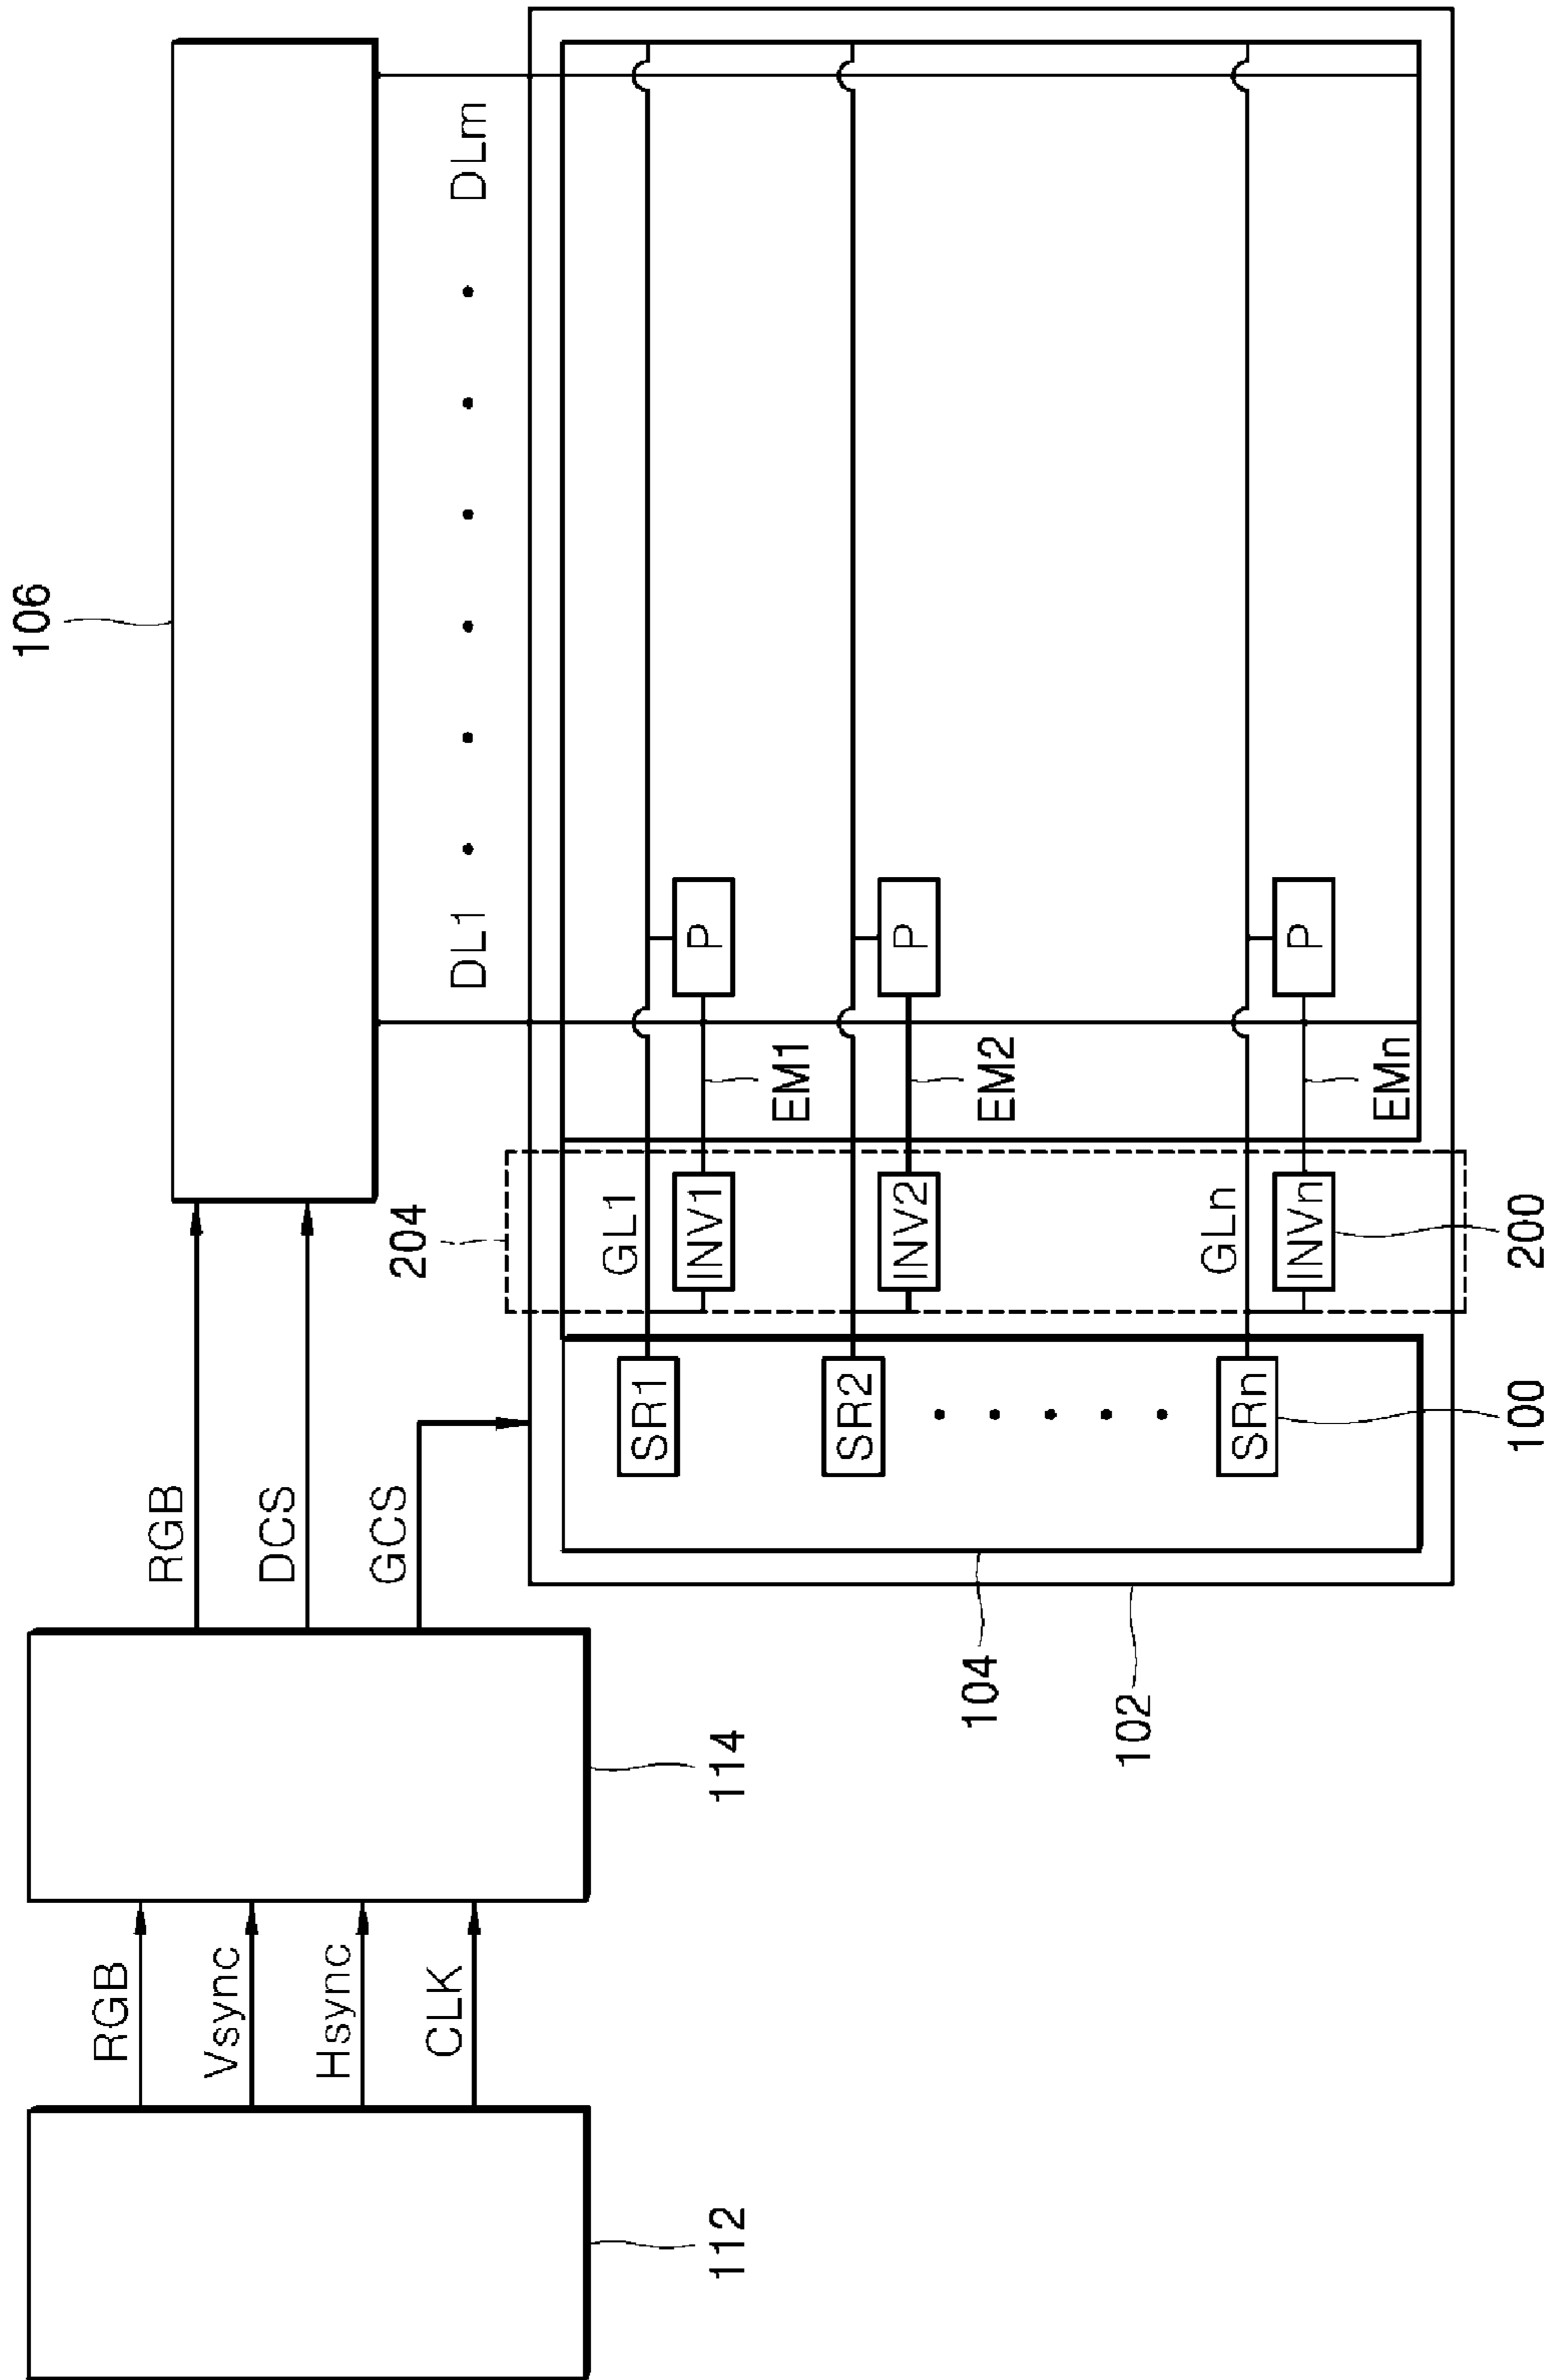 106
RGB
Vsync
Hsync
CLK
112
RGB
DCS
GCS
114
DL1
DLm
204
SR1
GL1
INV1
P
EM1
SR2
INV2
P
EM2
SRn
GLn
INVn
P
EMn
104
102
100
200